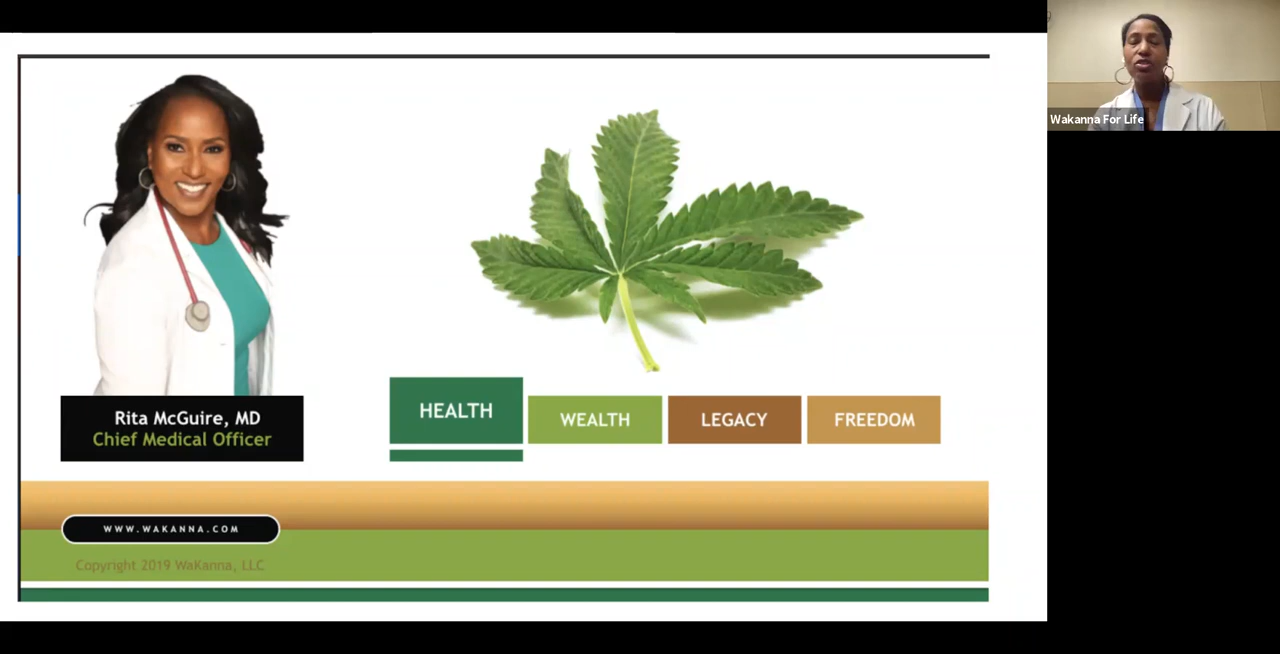 Wakanna For Life
Rita McGuire, MD
Chief Medical Officer
HEALTH
WEALTH
LEGACY
FREEDOM
WWW.WAKANNA.COM
Copyright 2019 WaKanna, LLC